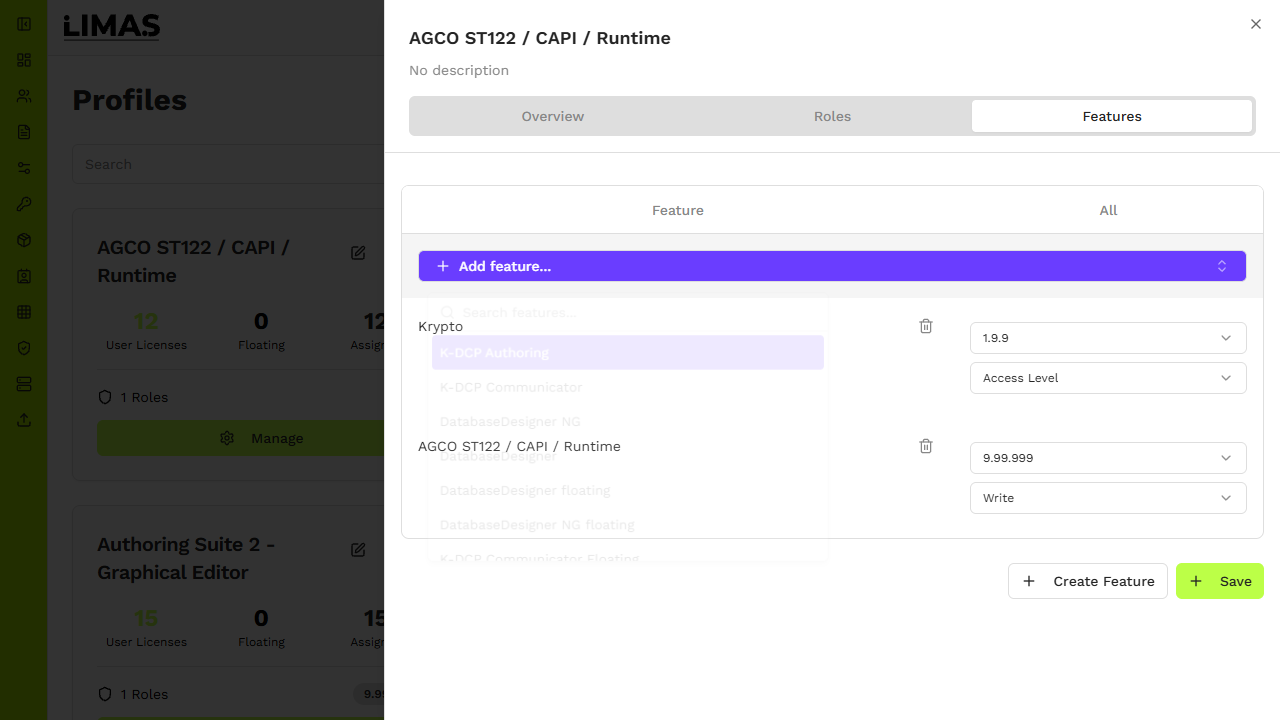 LIMAS
AGCO ST122 / CAPI / Runtime
No description
Overview
Roles
Features
Profiles
Search
Feature
All
Add feature...
Search features...
Krypto
1.9.9
Access Level
K-DCP Authoring
K-DCP Communicator
DatabaseDesigner NG
AGCO ST122 / CAPI / Runtime
9.99.999
Write
DatabaseDesigner
DatabaseDesigner floating
DatabaseDesigner NG floating
K-DCP Communicator Floating
Create Feature
Save
AGCO ST122 / CAPI /
Runtime
12
0
12
User Licenses
Floating
Assign
1 Roles
Manage
Authoring Suite 2 -
Graphical Editor
15
0
15
User Licenses
Floating
Assign
1 Roles
9.99